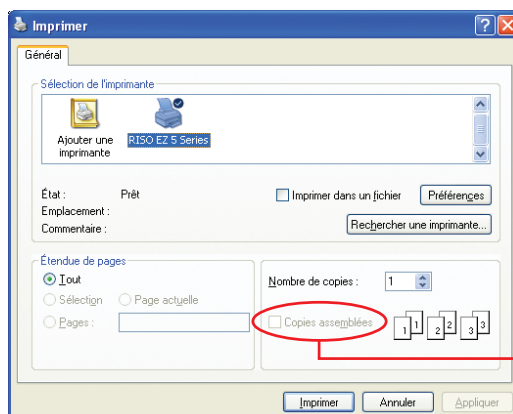 Imprimer
Général
Sélection de l'imprimante
Ajouter une
imprimante
RISO EZ 5 Series
État : Prêt
Emplacement :
Commentaire :
Imprimer dans un fichier
Préférences
Rechercher une imprimante...
Étendue de pages
Tout
Sélection Page actuelle
Pages :
Nombre de copies : 1
Copies assemblées
1 1 2 2 3 3
Imprimer Annuler Appliquer